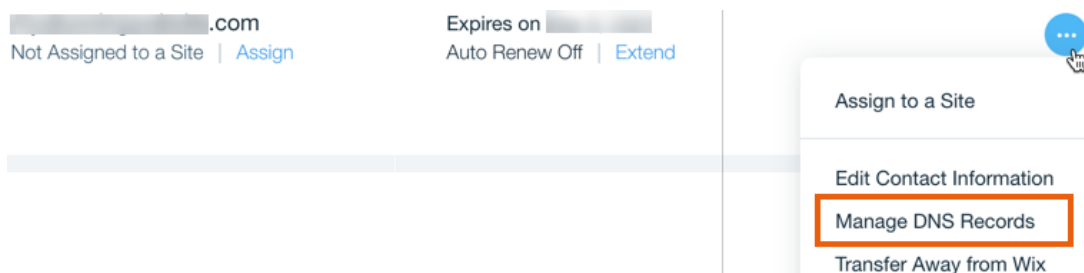 .com
Expires on
Not Assigned to a Site | Assign
Auto Renew Off | Extend
Assign to a Site
Edit Contact Information
Manage DNS Records
Transfer Away from Wix